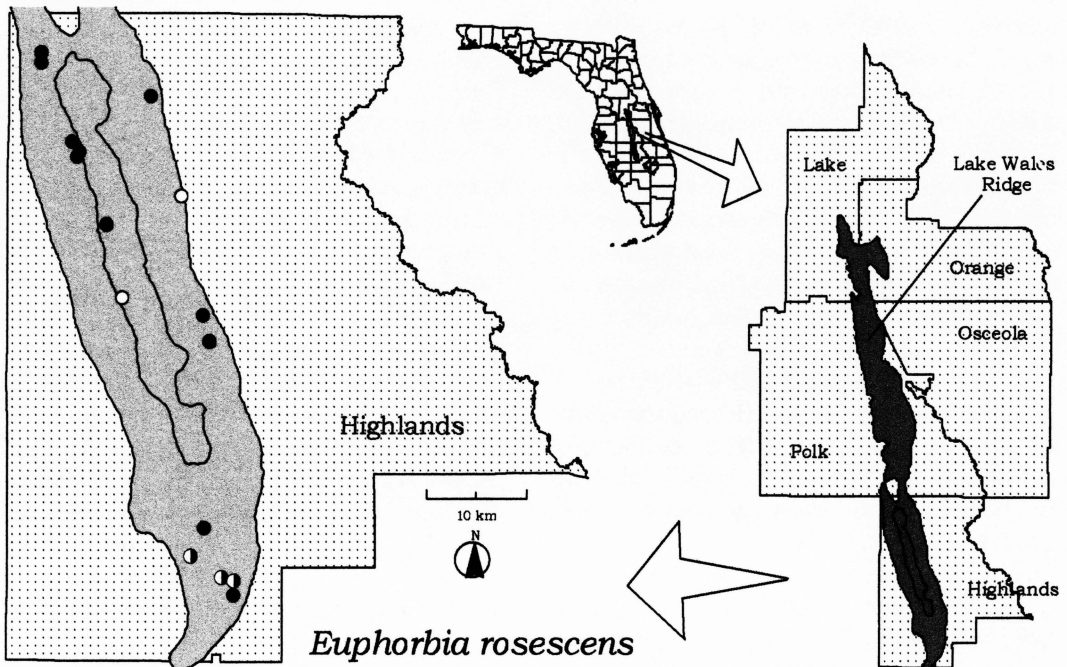 Lake
Lake Wales
Ridge
Orange
Osceola
Polk
Highlands
Highlands
10 km
N
Euphorbia rosescens